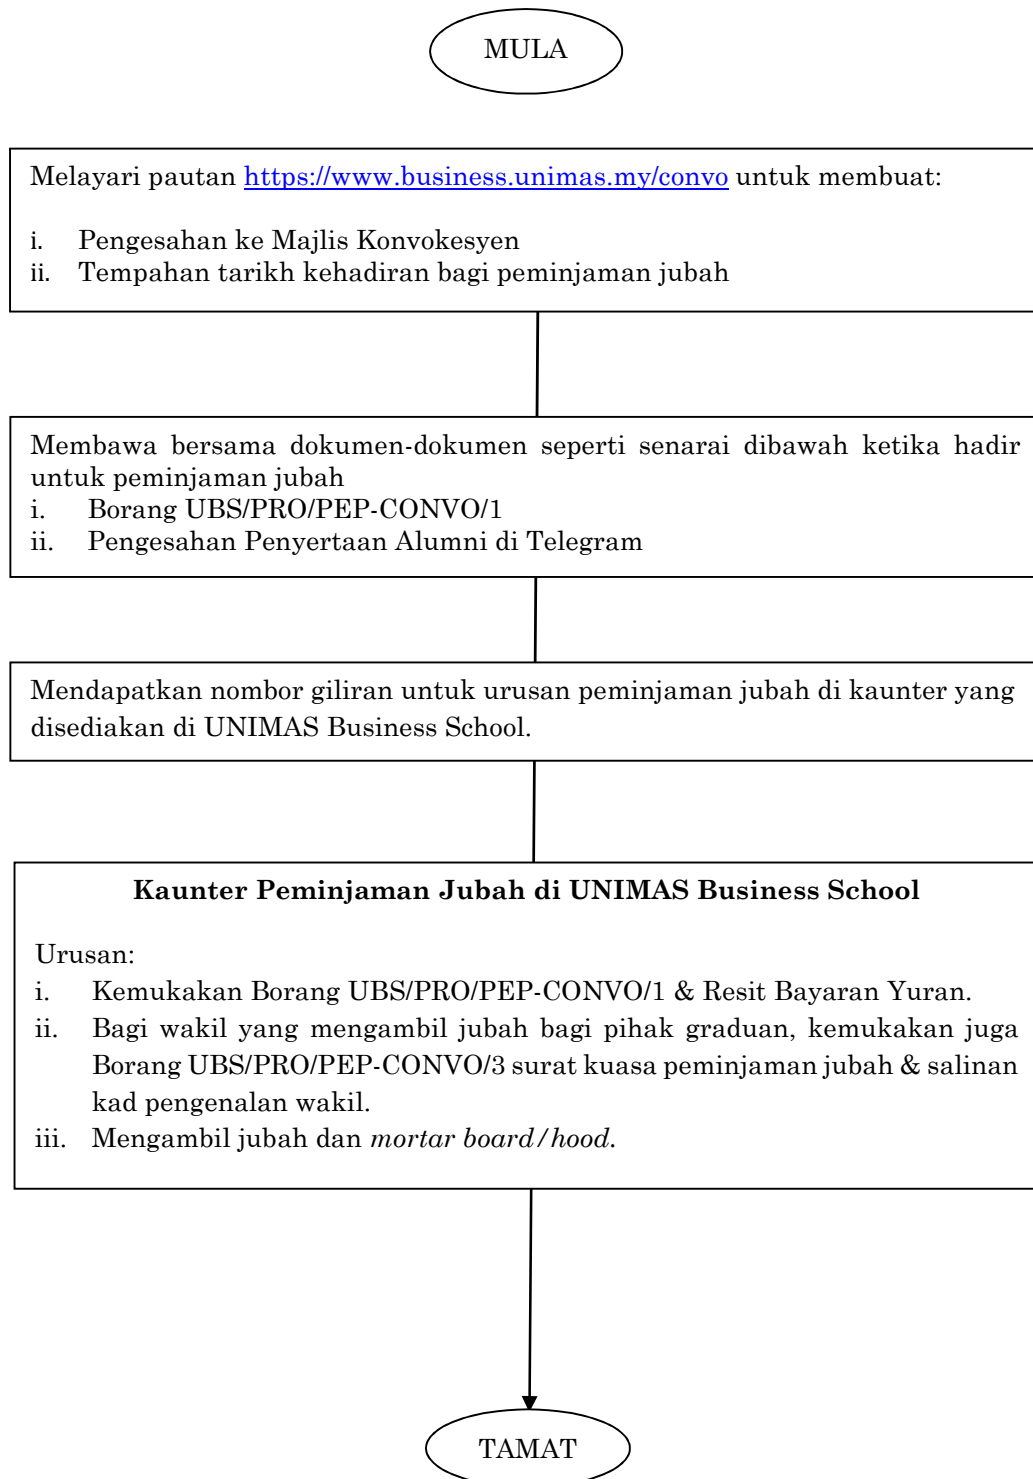 MULA
Melayari pautan https://www.business.unimas.my/convo untuk membuat:
i. Pengesahan ke Majlis Konvokesyen
ii. Tempahan tarikh kehadiran bagi peminjaman jubah
Membawa bersama dokumen-dokumen seperti senarai dibawah ketika hadir
untuk peminjaman jubah
i. Borang UBS/PRO/PEP-CONVO/1
ii. Pengesahan Penyertaan Alumni di Telegram
Mendapatkan nombor giliran untuk urusan peminjaman jubah di kaunter yang
disediakan di UNIMAS Business School.
Kaunter Peminjaman Jubah di UNIMAS Business School
Urusan:
i. Kemukakan Borang UBS/PRO/PEP-CONVO/1 & Resit Bayaran Yuran.
ii. Bagi wakil yang mengambil jubah bagi pihak graduan, kemukakan juga
Borang UBS/PRO/PEP-CONVO/3 surat kuasa peminjaman jubah & salinan
kad pengenalan wakil.
iii. Mengambil jubah dan mortar board/hood.
TAMAT